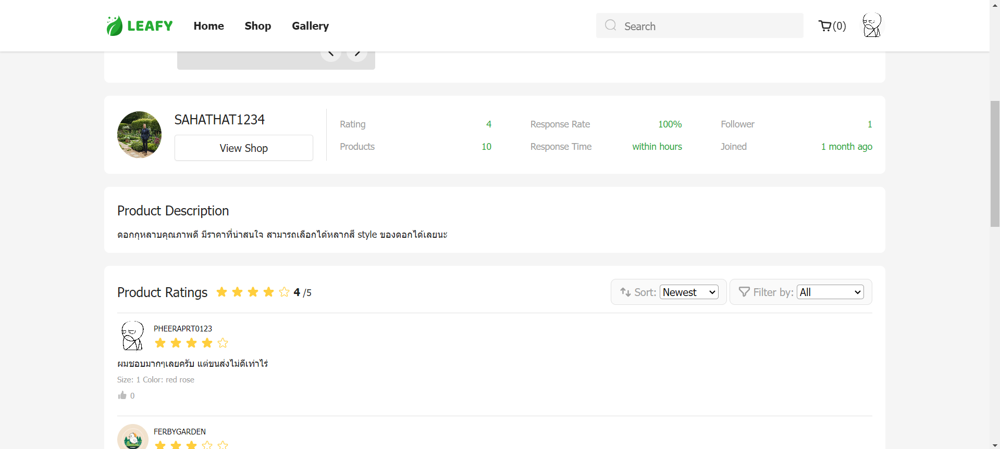 LEAFY Home Shop Gallery Search (0)
SAHATHAT1234
View Shop
Rating 4 Response Rate 100% Follower 1
Products 10 Response Time within hours Joined 1 month ago
Product Description
ดอกกุหลาบคุณภาพดี มีราคาที่น่าสนใจ สามารถเลือกได้หลากสี style ของดอกได้เลยนะ
Product Ratings 4 /5 Sort: Newest Filter by: All
PHEERAPRT0123
ผมชอบมากๆเลยครับ แต่ขนส่งไม่ดีเท่าไร่
Size: 1 Color: red rose
0
FERBYGARDEN